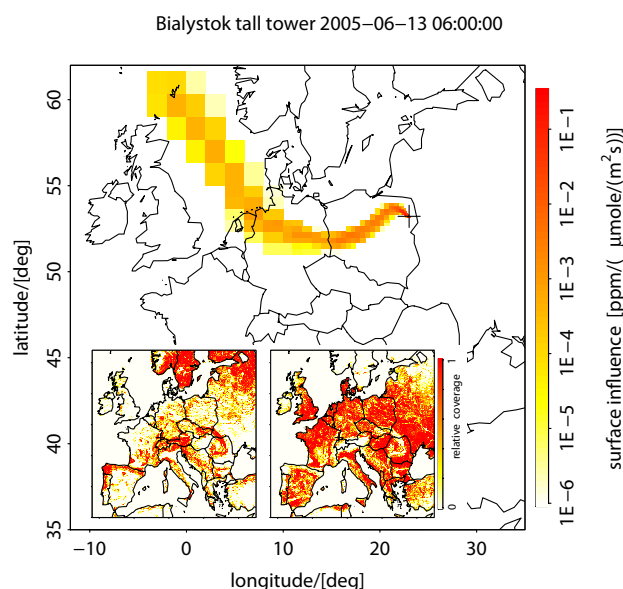 Bialystok tall tower 2005−06−13 06:00:00
60
55
50
45
40
35
latitude/[deg]
−10
0
10
20
30
longitude/[deg]
0
relative coverage
1
1E−6
1E−5
1E−4
1E−3
1E−2
1E−1
surface influence [ppm/( μmole/(m²s))]